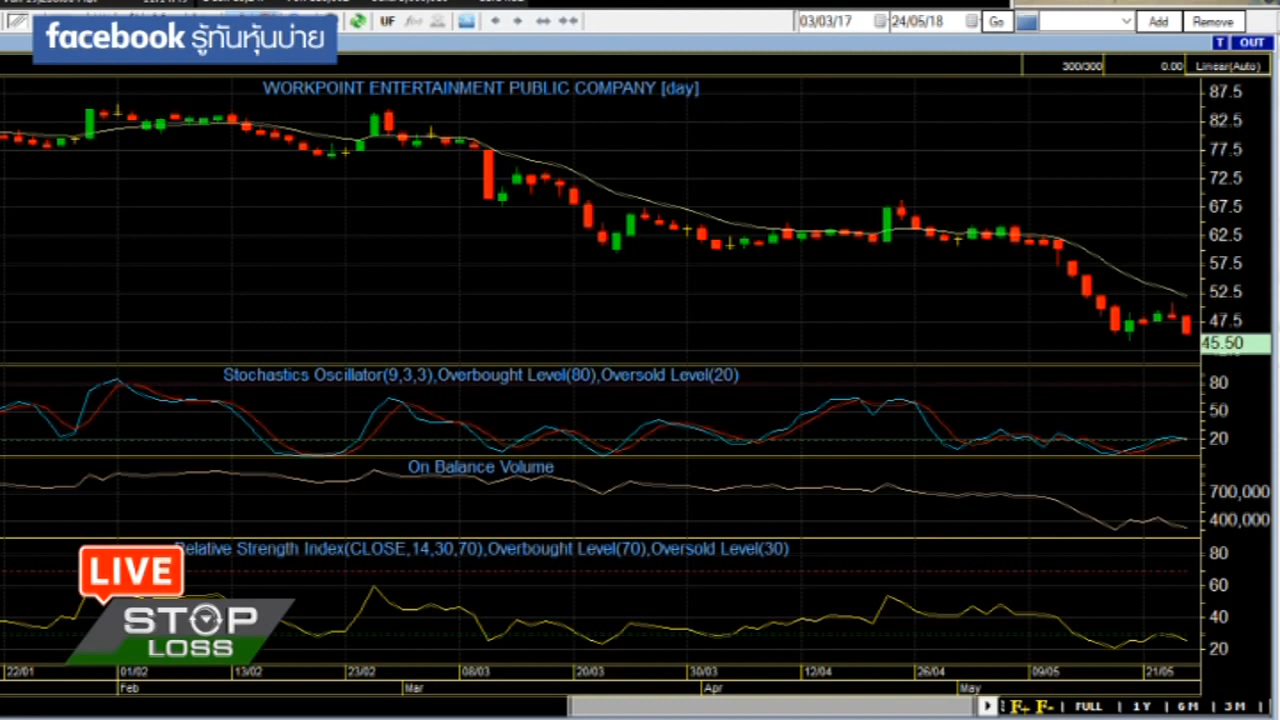 UF
03/03/17
24/05/18
Go
Add
Remove
facebook รู้ทันหุ้นบ่าย
T OUT
300/300 0.00 Linear(Auto)
WORKPOINT ENTERTAINMENT PUBLIC COMPANY [day]
87.5
82.5
77.5
72.5
67.5
62.5
57.5
52.5
47.5
45.50
Stochastics Oscillator(9,3,3),Overbought Level(80),Oversold Level(20)
80
50
20
On Balance Volume
700,000
400,000
Relative Strength Index(CLOSE,14,30,70),Overbought Level(70),Oversold Level(30)
80
60
40
20
LIVE
STOP
LOSS
22/01 01/02 13/02 23/02 08/03 20/03 30/03 12/04 26/04 09/05 21/05
Feb Mar Apr May
F+ F- | FULL | 1Y | 6M | 3M |